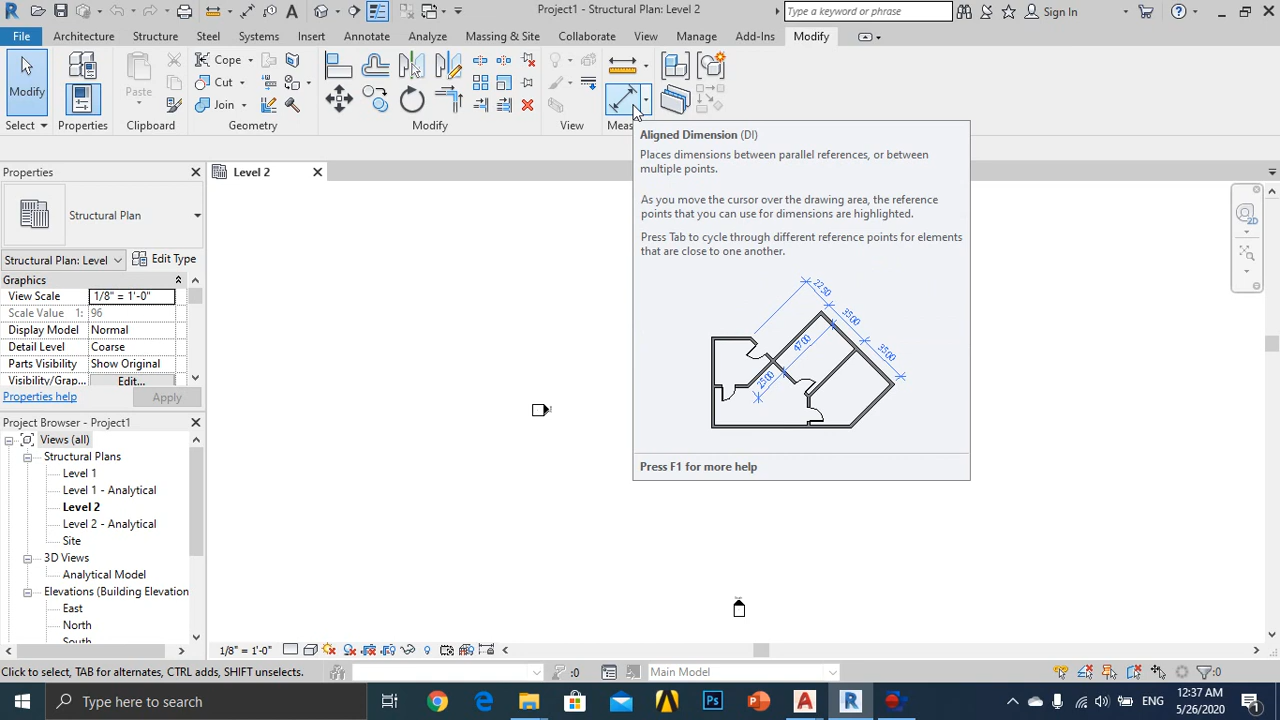 Project1 - Structural Plan: Level 2
Type a keyword or phrase
Sign In
File
Architecture
Structure
Steel
Systems
Insert
Annotate
Analyze
Massing & Site
Collaborate
View
Manage
Add-Ins
Modify
Modify
Properties
Paste
Cope
Cut
Join
Select
Properties
Clipboard
Geometry
Modify
View
Meas
Aligned Dimension (DI)
Places dimensions between parallel references, or between
multiple points.
As you move the cursor over the drawing area, the reference
points that you can use for dimensions are highlighted.
Press Tab to cycle through different reference points for elements
that are close to one another.
2250
3500
3500
4700
2500
Press F1 for more help
Properties
Level 2
2D
Structural Plan
Structural Plan: Level
Edit Type
Graphics
View Scale 1/8" = 1'-0"
Scale Value 1: 96
Display Model Normal
Detail Level Coarse
Parts Visibility Show Original
Visibility/Grap... Edit...
Properties help
Apply
Project Browser - Project1
Views (all)
Structural Plans
Level 1
Level 1 - Analytical
Level 2
Level 2 - Analytical
Site
3D Views
Analytical Model
Elevations (Building Elevation
East
North
South
1/8" = 1'-0"
Click to select, TAB for alternates, CTRL adds, SHIFT unselects.
:0
Main Model
:0
Type here to search
Ps
ENG
12:37 AM
5/26/2020